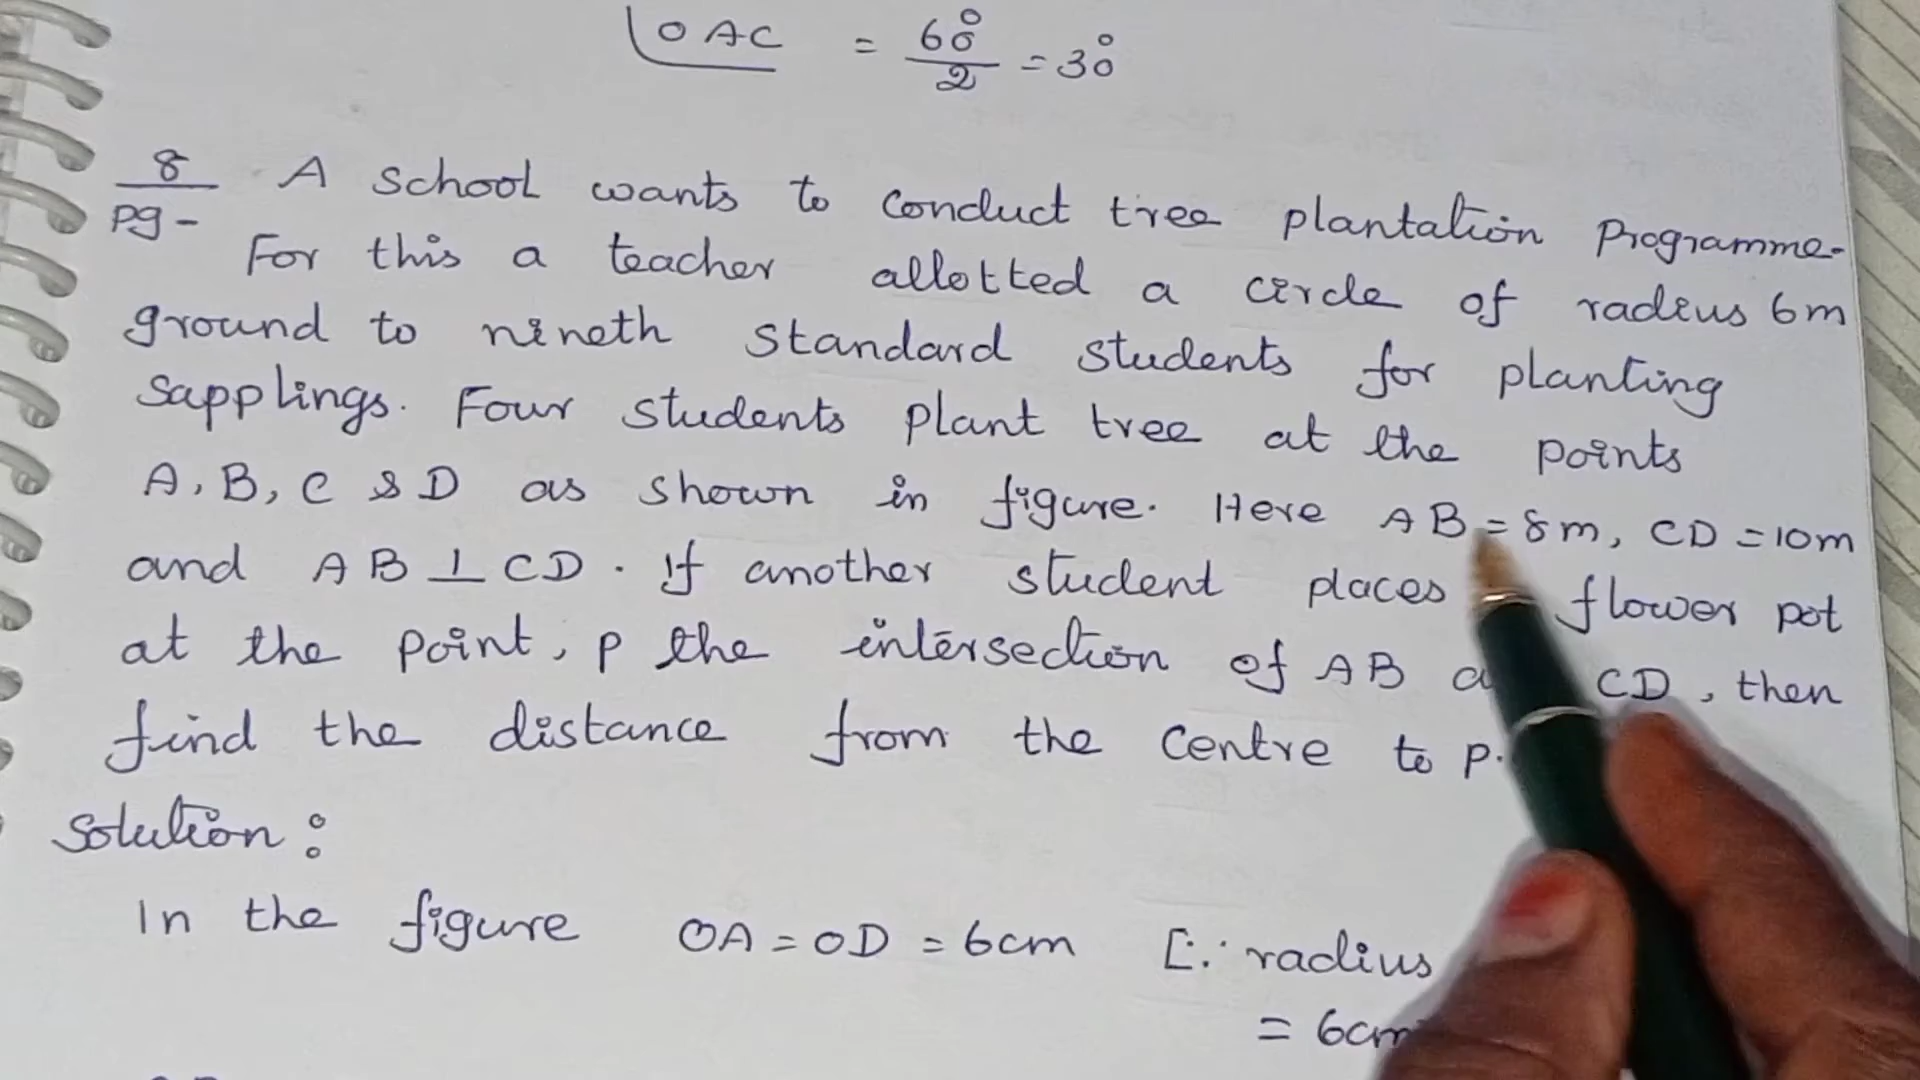 ∠OAC = 60°/2 = 30°
8/pg- A school wants to conduct tree plantation Programme-
For this a teacher allotted a circle of radius 6m
ground to nineth standard students for planting
sapplings. Four students plant tree at the points
A, B, C & D as shown in figure. Here AB = 8m, CD = 10m
and AB ⊥ CD. If another student places flower pot
at the point, P the intersection of AB CD, then
find the distance from the centre to P.
Solution:
In the figure OA = OD = 6cm [∵ radius
= 6cm